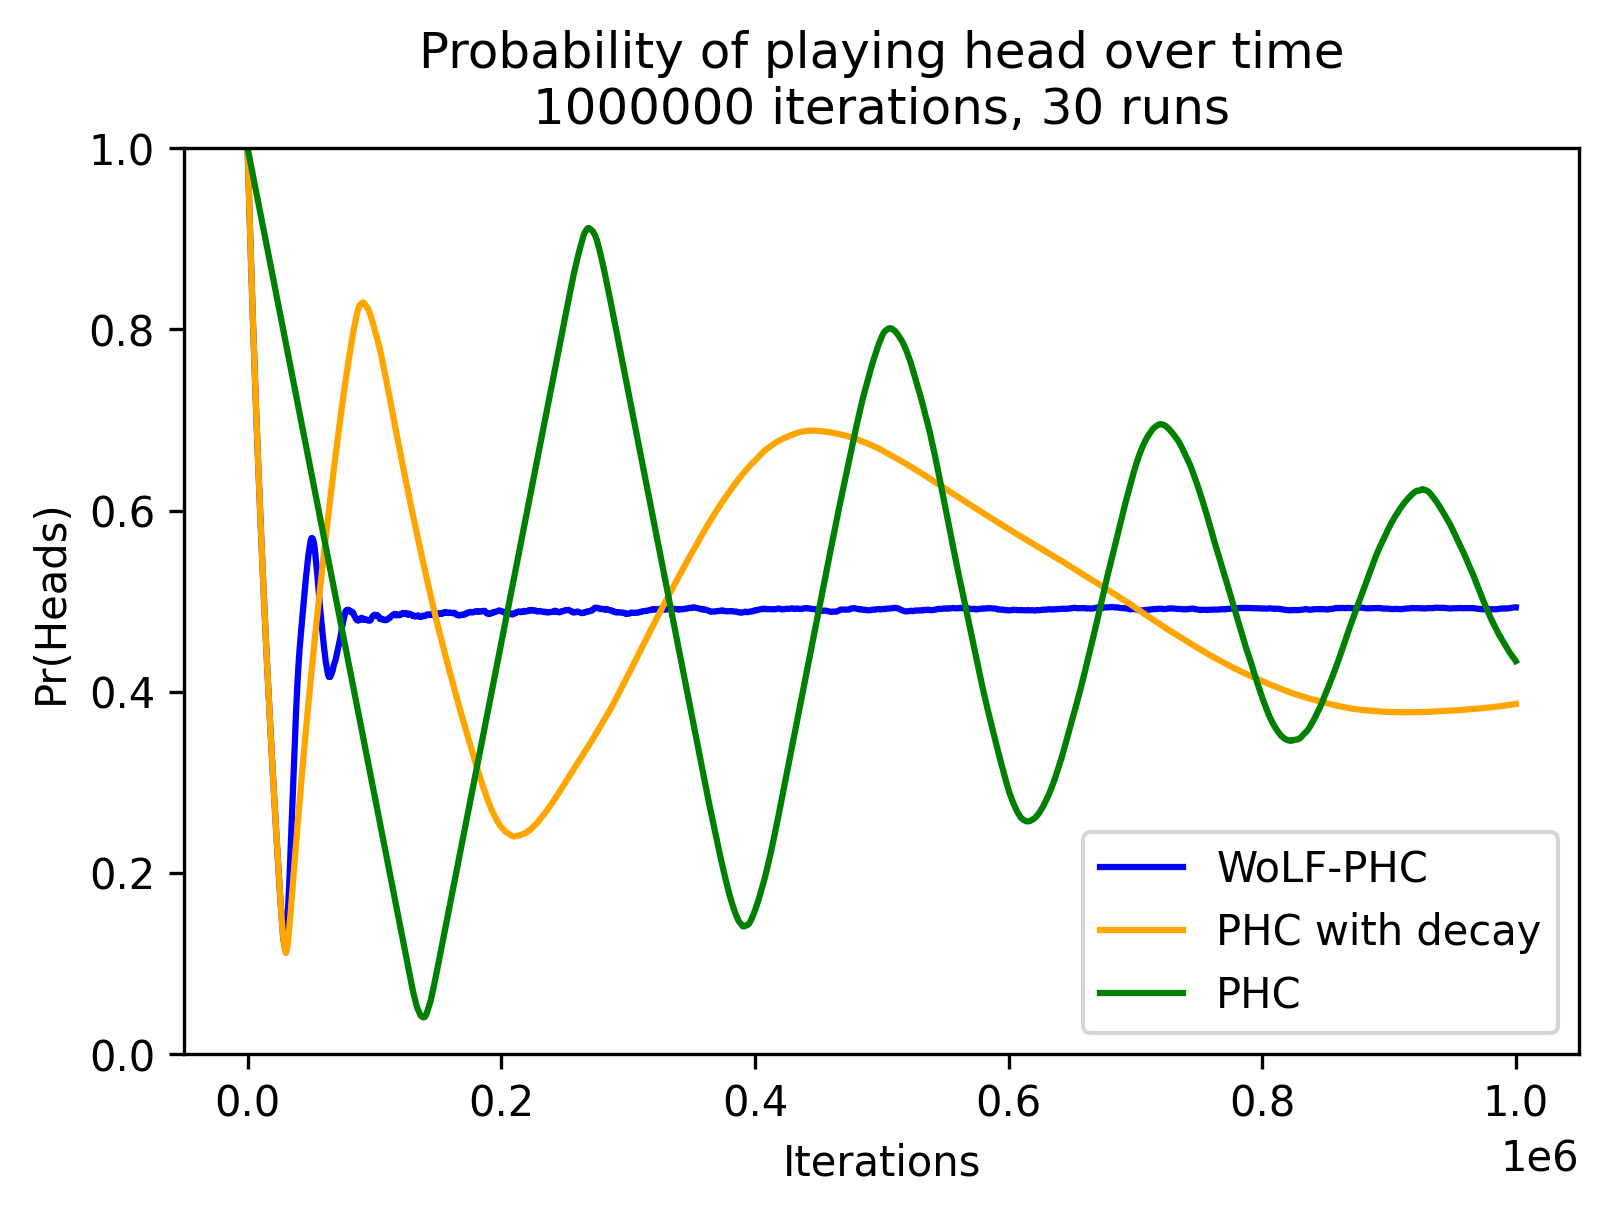 Probability of playing head over time
1000000 iterations, 30 runs
Pr(Heads)
1.0
0.8
0.6
0.4
0.2
0.0
WoLF-PHC
PHC with decay
PHC
0.0 0.2 0.4 0.6 0.8 1.0
1e6
Iterations